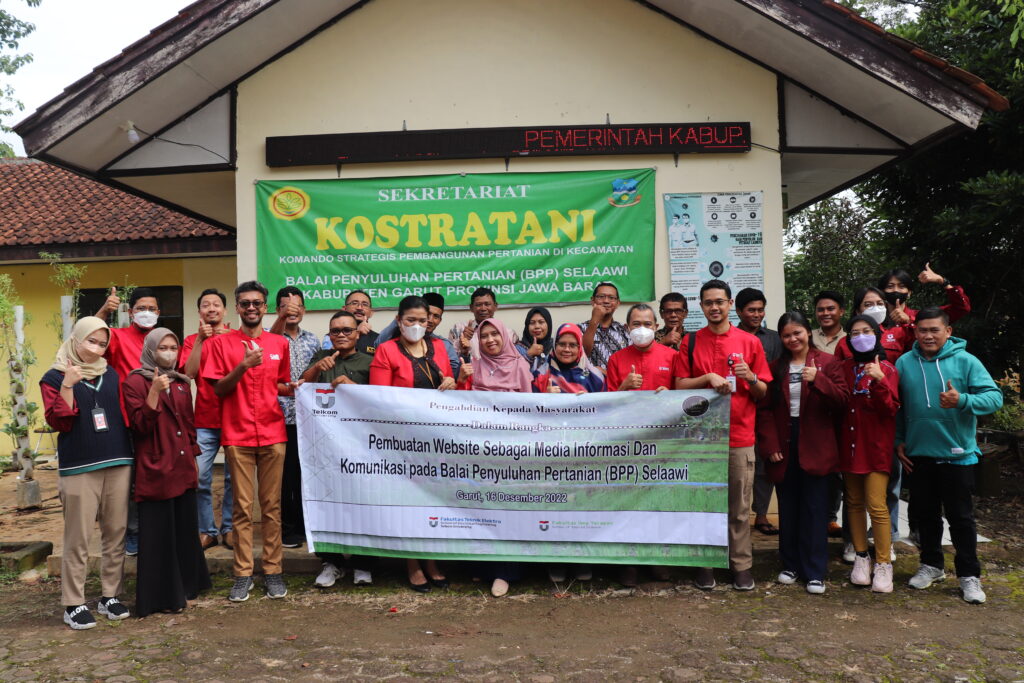 PEMERINTAH KABUP
SEKRETARIAT
KOSTRATANI
KOMANDO STRATEGIS PEMBANGUNAN PERTANIAN DI KECAMATAN
BALAI PENYULUHAN PERTANIAN (BPP) SELAAWI
KABUPATEN GARUT PROVINSI JAWA BARA
Telkom
University
Pengabdian Kepada Masyarakat
Dalam Rangka
Pembuatan Website Sebagai Media Informasi Dan
Komunikasi pada Balai Penyuluhan Pertanian (BPP) Selaawi
Garut, 16 Desember 2022
Fakultas Teknik Elektro
Fakultas Ilmu Terapan